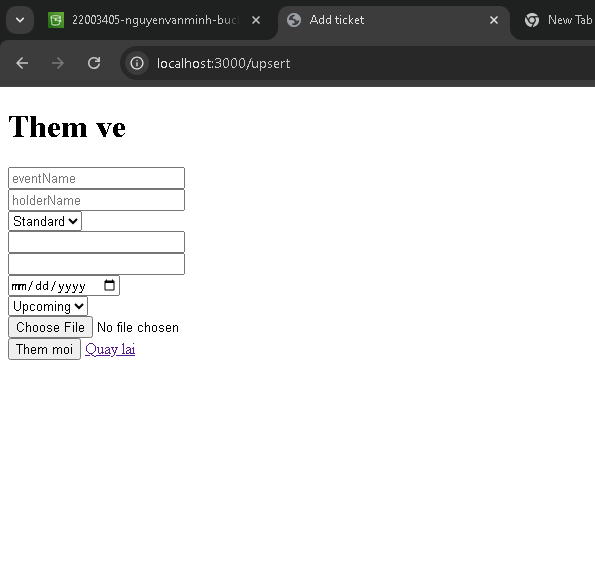 22003405-nguyenvanminh-buc
Add ticket
New Tab
localhost:3000/upsert
Them ve
eventName
holderName
Standard
mm/dd/yyyy
Upcoming
Choose File No file chosen
Them moi Quay lai